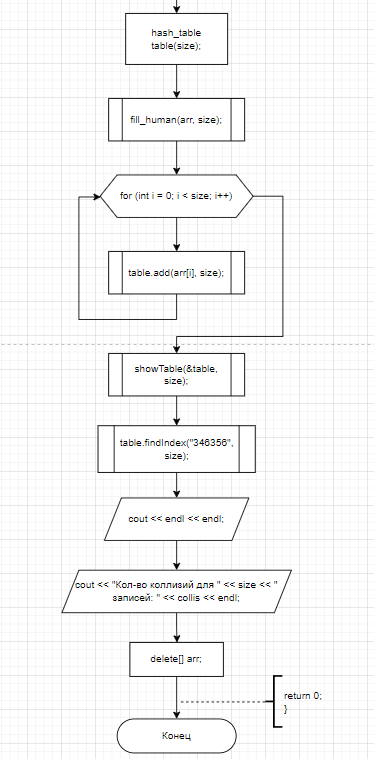 hash_table
table(size);
fill_human(arr, size);
for (int i = 0; i < size; i++)
table.add(arr[i], size);
showTable(&table,
size);
table.findIndex("346356",
size);
cout << endl << endl;
cout << "Кол-во коллизий для " << size << "
записей: " << collis << endl;
delete[] arr;
return 0;
}
Конец